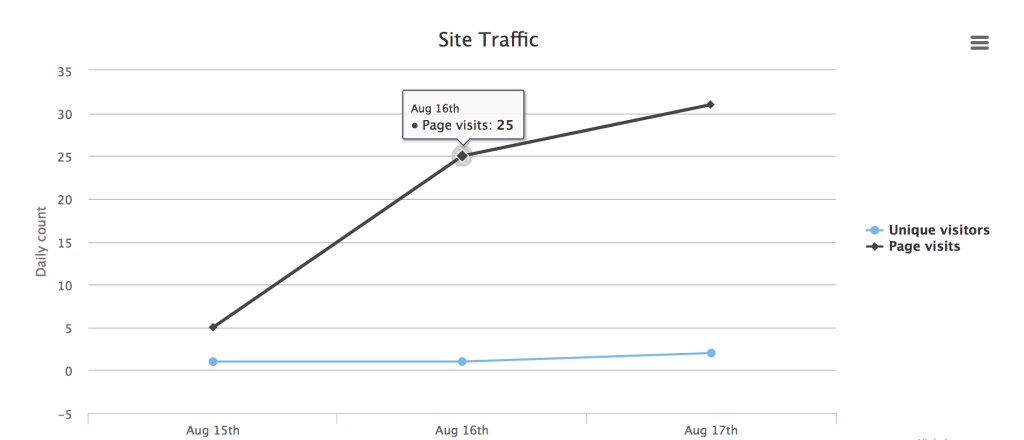 Site Traffic
35
30
25
20
15
10
5
0
−5
Daily count
Aug 16th
● Page visits: 25
Aug 15th
Aug 16th
Aug 17th
Unique visitors
Page visits